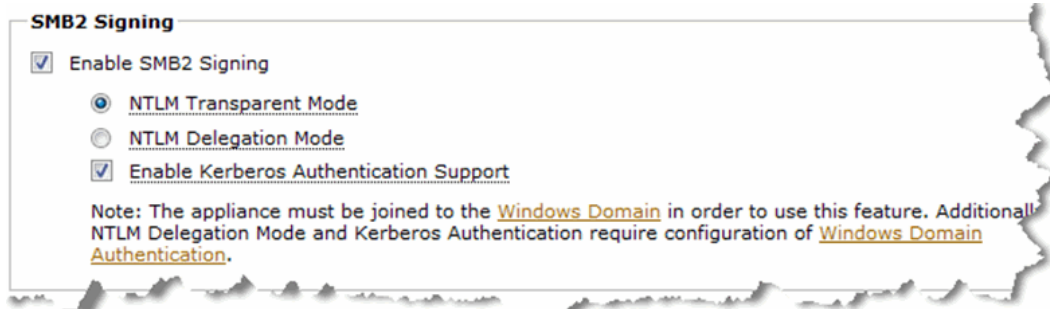 SMB2 Signing
Enable SMB2 Signing
NTLM Transparent Mode
NTLM Delegation Mode
Enable Kerberos Authentication Support
Note: The appliance must be joined to the Windows Domain in order to use this feature. Additionall
NTLM Delegation Mode and Kerberos Authentication require configuration of Windows Domain
Authentication.